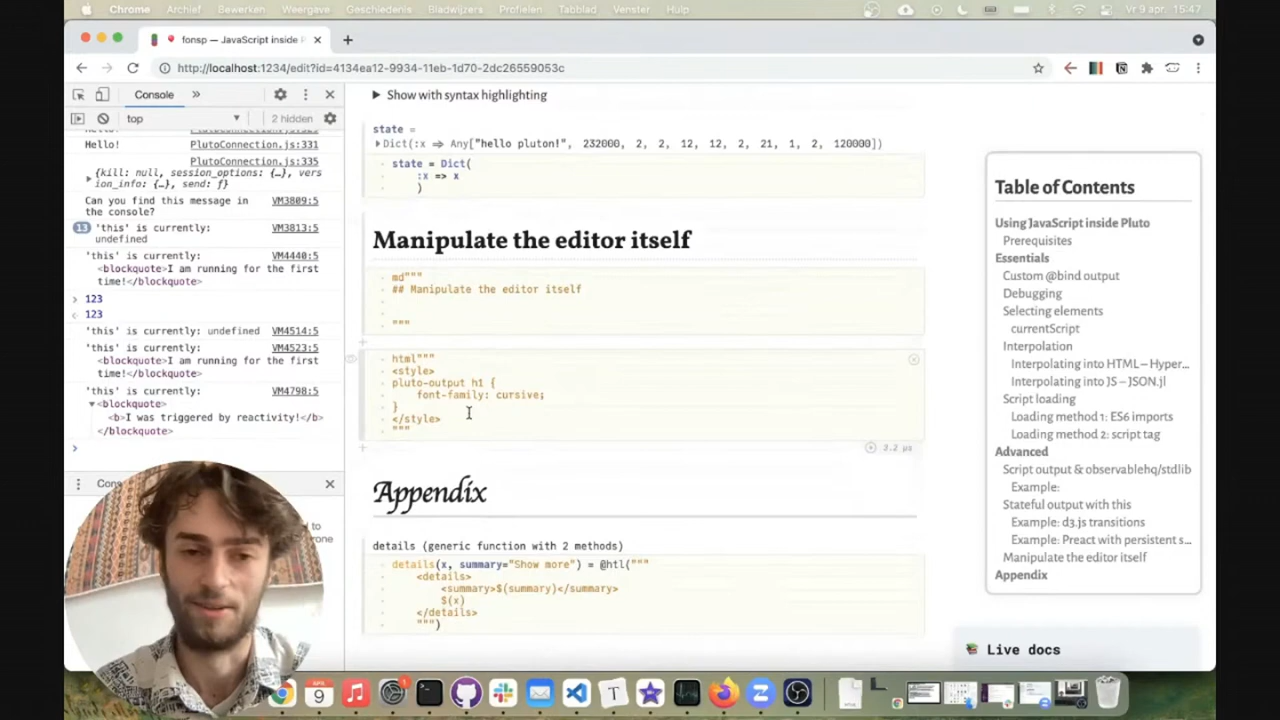 Chrome Archief Bewerken Weergave Geschiedenis Bladwijzers Profielen Tabblad Venster Hulp Vr 9 apr. 15:47
fonsp — JavaScript inside P
http://localhost:1234/edit?id=4134ea12-9934-11eb-1d70-2dc26559053c
Console
top 2 hidden
Hello! PlutoConnection.js:331
PlutoConnection.js:335
{kill: null, session_options: {…}, vers
ion_info: {…}, send: ƒ}
Can you find this message in VM3809:5
the console?
13 'this' is currently: VM3813:5
undefined
'this' is currently: VM4440:5
<blockquote>I am running for the first
time!</blockquote>
> 123
< 123
'this' is currently: undefined VM4514:5
'this' is currently: VM4523:5
<blockquote>I am running for the first
time!</blockquote>
'this' is currently: VM4798:5
▼<blockquote>
<b>I was triggered by reactivity!</b>
</blockquote>
>
▶ Show with syntax highlighting
state =
▶Dict(:x ⇒ Any["hello pluton!", 232000, 2, 2, 12, 12, 2, 21, 1, 2, 120000])
state = Dict(
:x => x
)
Manipulate the editor itself
md"""
## Manipulate the editor itself
"""
html"""
<style>
pluto-output h1 {
font-family: cursive;
}
</style>
"""
3.2 μs
Appendix
details (generic function with 2 methods)
details(x, summary="Show more") = @htl("""
<details>
<summary>$(summary)</summary>
$(x)
</details>
""")
Table of Contents
Using JavaScript inside Pluto
Prerequisites
Essentials
Custom @bind output
Debugging
Selecting elements
currentScript
Interpolation
Interpolating into HTML – Hyper...
Interpolating into JS – JSON.jl
Script loading
Loading method 1: ES6 imports
Loading method 2: script tag
Advanced
Script output & observablehq/stdlib
Example:
Stateful output with this
Example: d3.js transitions
Example: Preact with persistent s...
Manipulate the editor itself
Appendix
Live docs
9